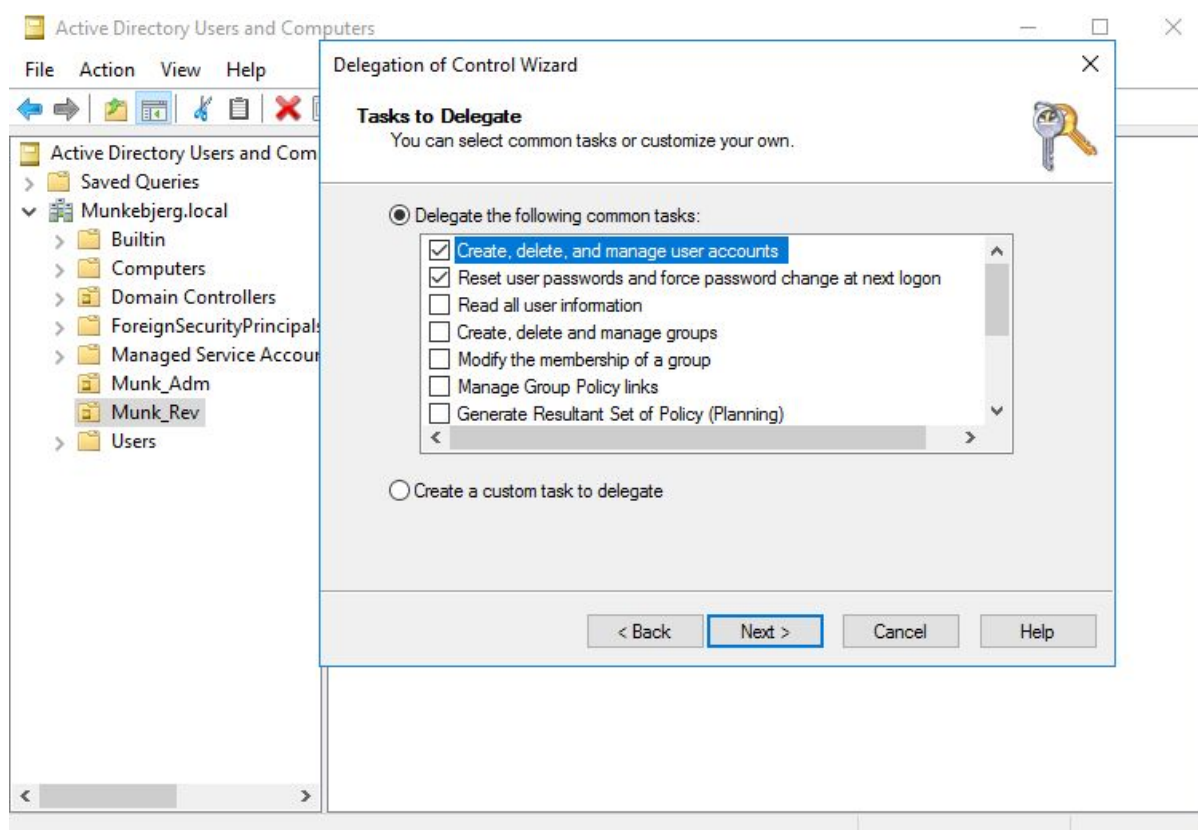 Active Directory Users and Computers
File Action View Help
Active Directory Users and Com
Saved Queries
Munkebjerg.local
Builtin
Computers
Domain Controllers
ForeignSecurityPrincipals
Managed Service Accour
Munk_Adm
Munk_Rev
Users
Delegation of Control Wizard
Tasks to Delegate
You can select common tasks or customize your own.
Delegate the following common tasks:
Create, delete, and manage user accounts
Reset user passwords and force password change at next logon
Read all user information
Create, delete and manage groups
Modify the membership of a group
Manage Group Policy links
Generate Resultant Set of Policy (Planning)
Create a custom task to delegate
< Back Next > Cancel Help